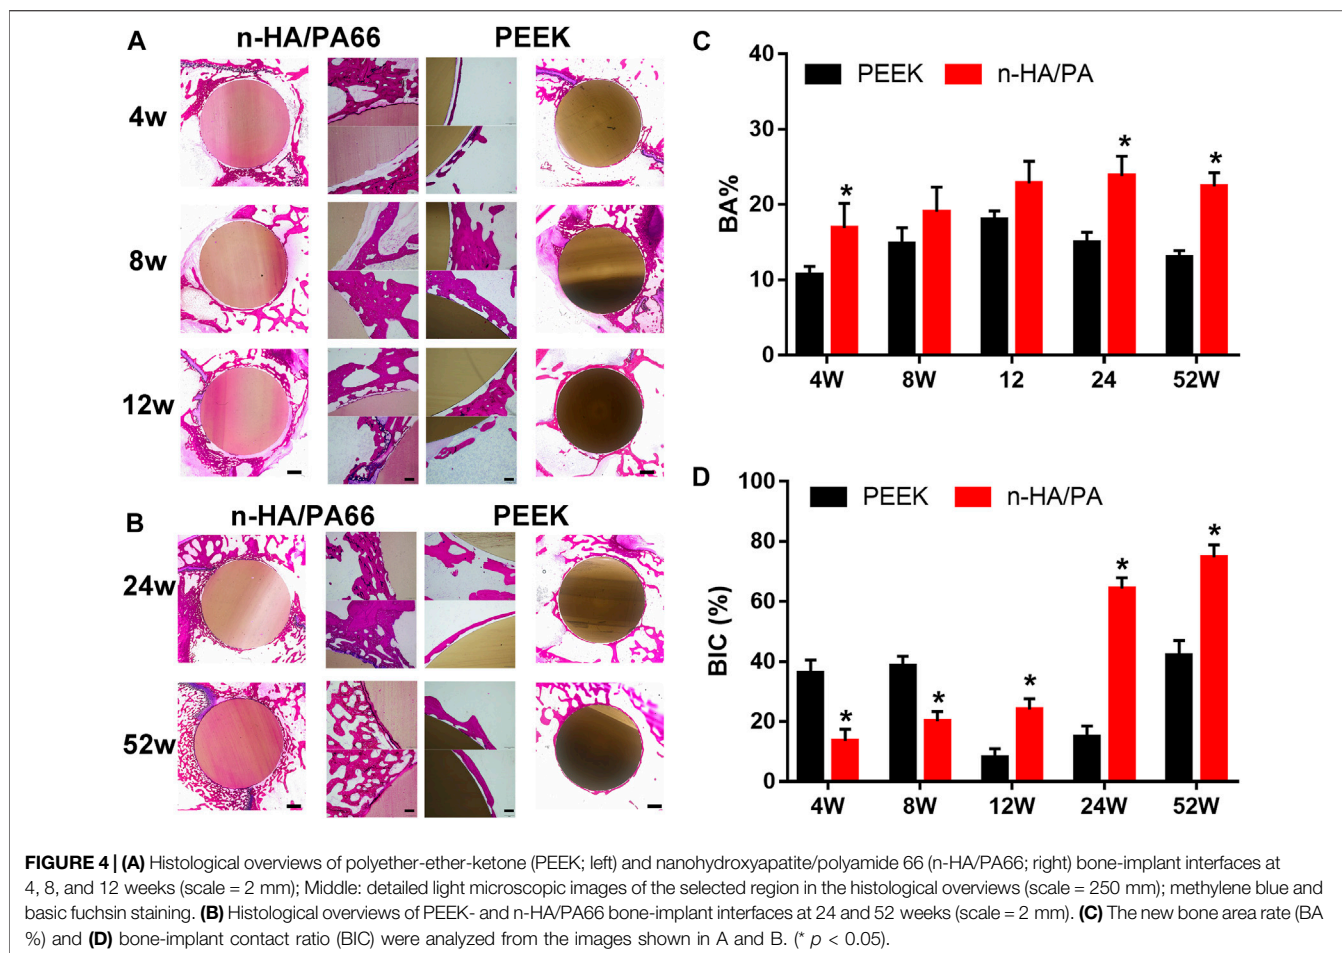 A
n-HA/PA66
PEEK
4w
8w
12w
B
n-HA/PA66
PEEK
24w
52w
C
PEEK
n-HA/PA
BA%
40
30
20
10
0
*
*
*
4W
8W
12
24
52W
D
PEEK
n-HA/PA
BIC (%)
100
80
60
40
20
0
*
*
*
*
*
4W
8W
12W
24W
52W
FIGURE 4 | (A) Histological overviews of polyether-ether-ketone (PEEK; left) and nanohydroxyapatite/polyamide 66 (n-HA/PA66; right) bone-implant interfaces at
4, 8, and 12 weeks (scale = 2 mm); Middle: detailed light microscopic images of the selected region in the histological overviews (scale = 250 mm); methylene blue and
basic fuchsin staining. (B) Histological overviews of PEEK- and n-HA/PA66 bone-implant interfaces at 24 and 52 weeks (scale = 2 mm). (C) The new bone area rate (BA
%) and (D) bone-implant contact ratio (BIC) were analyzed from the images shown in A and B. (* p < 0.05).